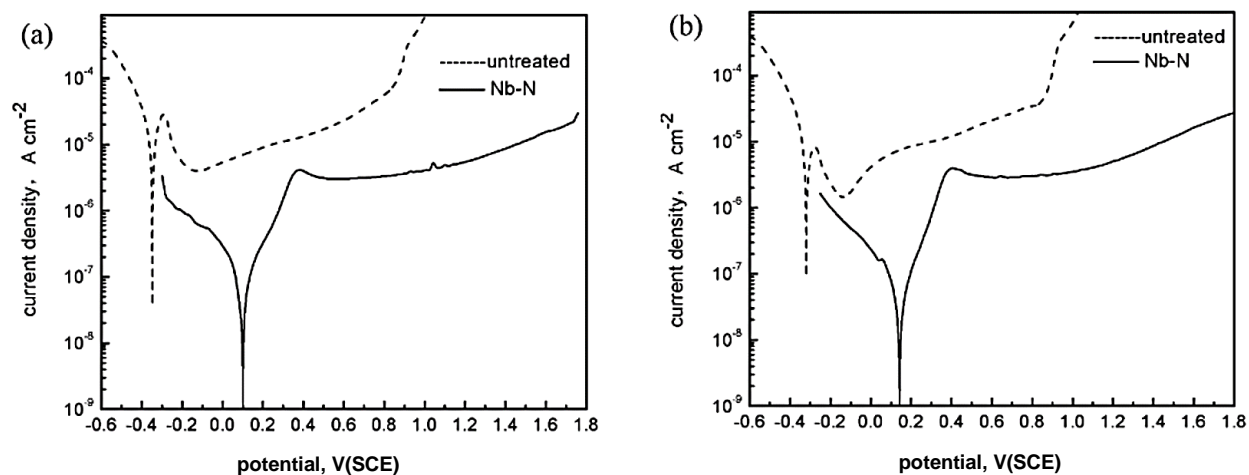 (a)
untreated
Nb-N
current density, A cm-2
10-4
10-5
10-6
10-7
10-8
10-9
-0.6 -0.4 -0.2 0.0 0.2 0.4 0.6 0.8 1.0 1.2 1.4 1.6 1.8
potential, V(SCE)
(b)
untreated
Nb-N
current density, A cm-2
10-4
10-5
10-6
10-7
10-8
10-9
-0.6 -0.4 -0.2 0.0 0.2 0.4 0.6 0.8 1.0 1.2 1.4 1.6 1.8
potential, V(SCE)